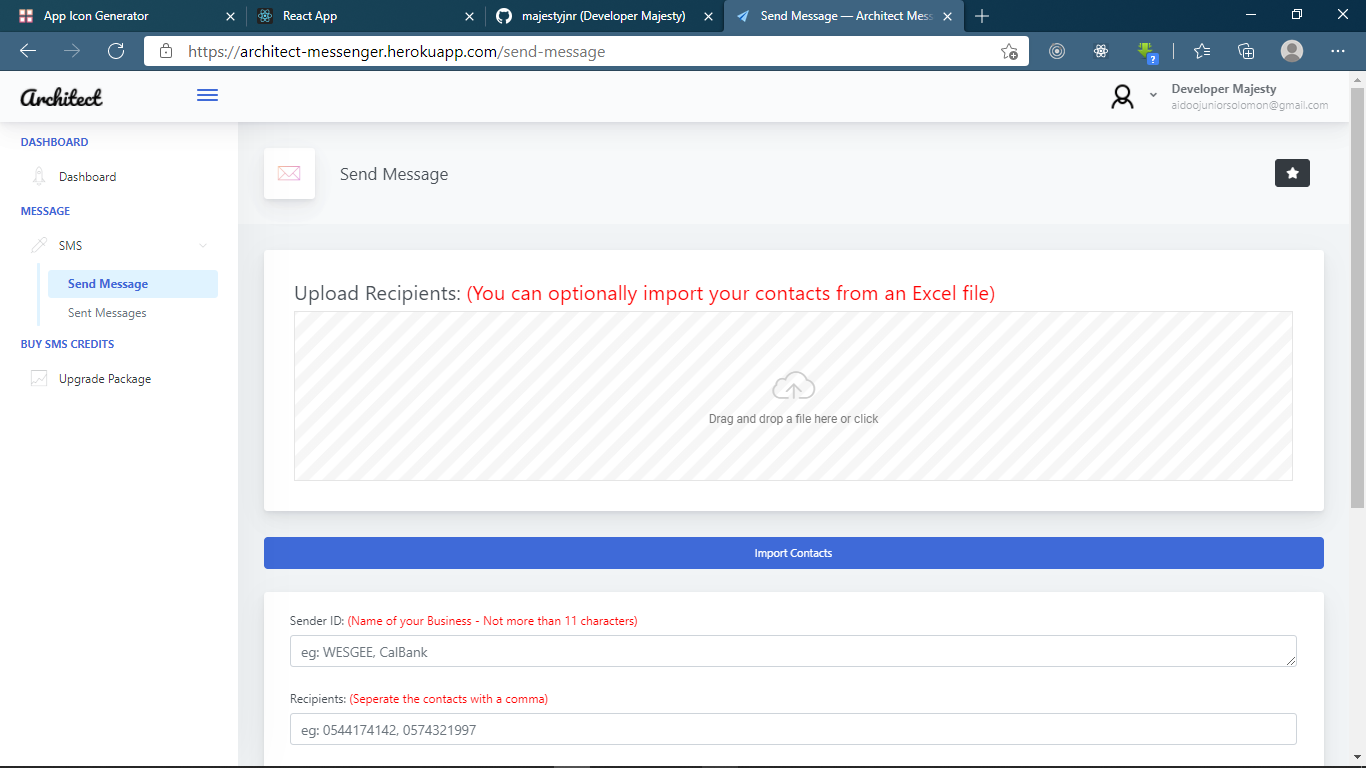 App Icon Generator
React App
majestyjnr (Developer Majesty)
Send Message — Architect Mess
https://architect-messenger.herokuapp.com/send-message
Architect
Developer Majesty
aidoojuniorsolomon@gmail.com
DASHBOARD
Dashboard
MESSAGE
SMS
Send Message
Sent Messages
BUY SMS CREDITS
Upgrade Package
Send Message
Upload Recipients: (You can optionally import your contacts from an Excel file)
Drag and drop a file here or click
Import Contacts
Sender ID: (Name of your Business - Not more than 11 characters)
eg: WESGEE, CalBank
Recipients: (Seperate the contacts with a comma)
eg: 0544174142, 0574321997